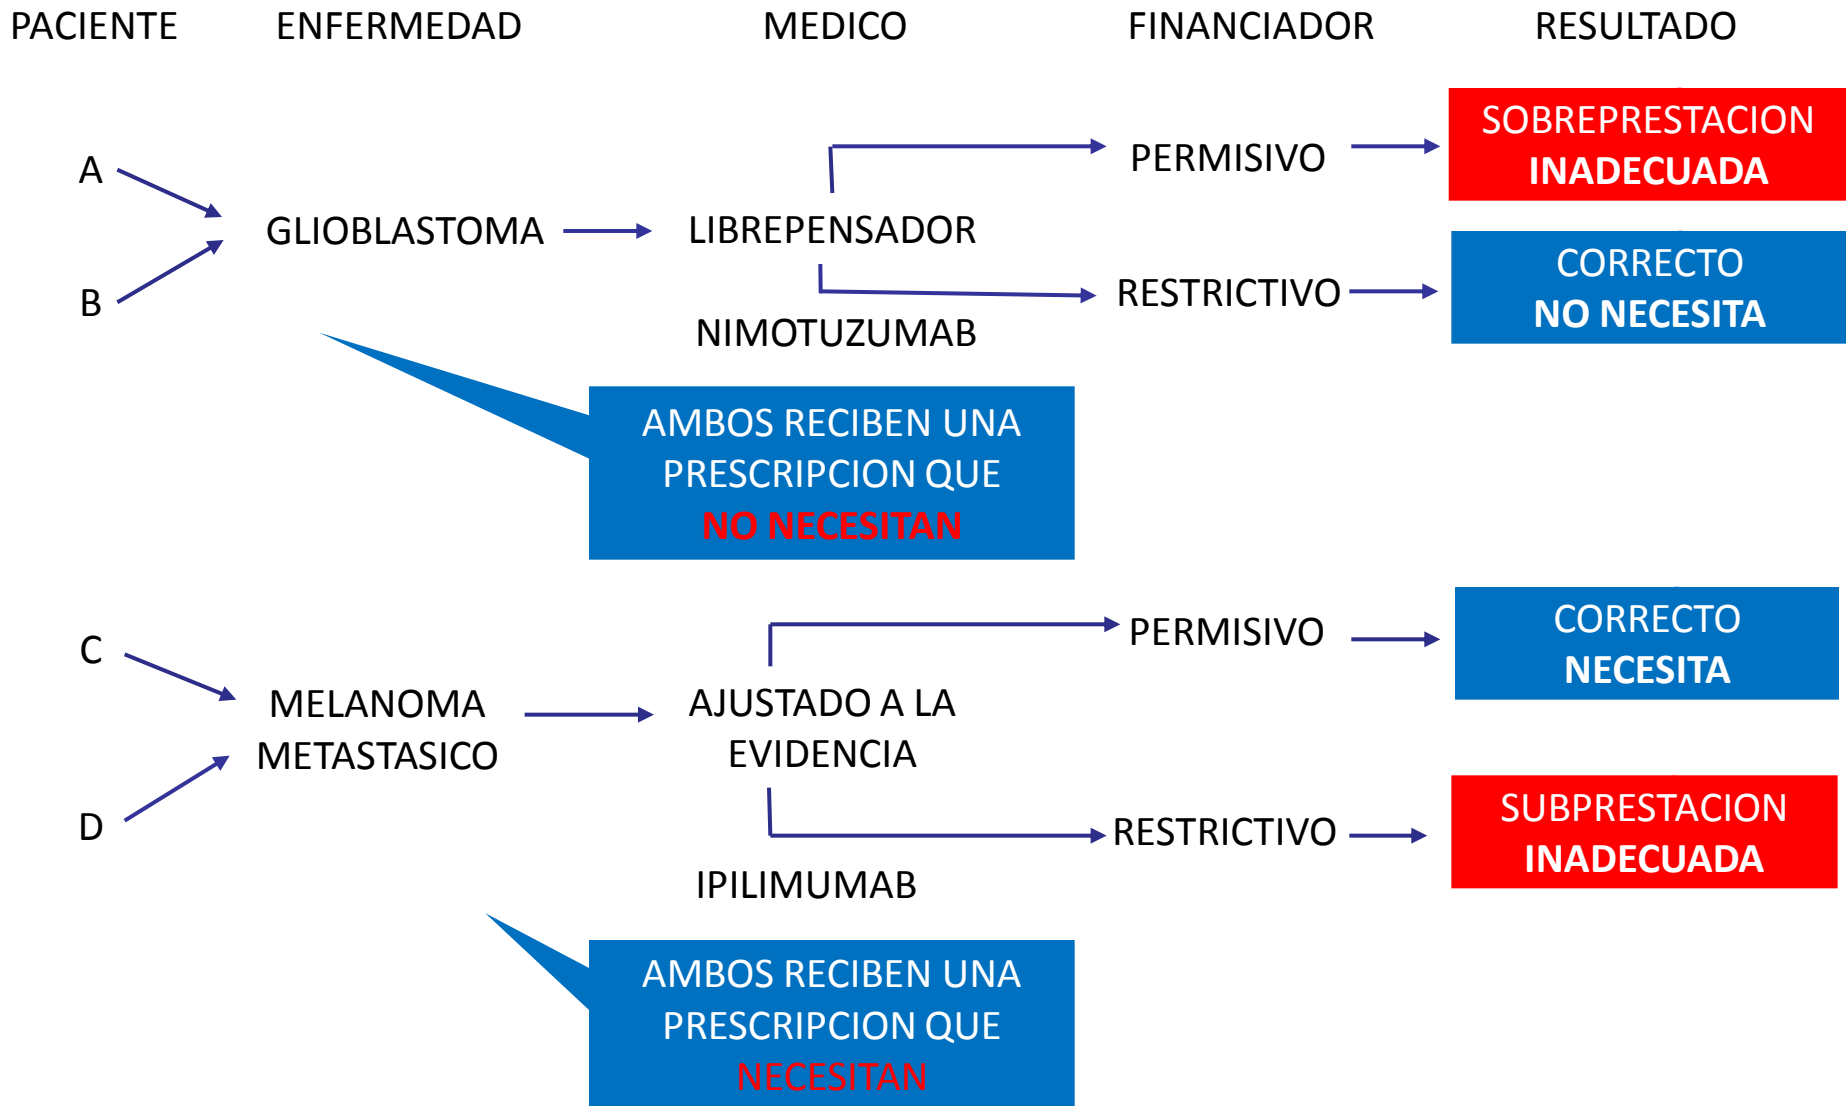 PACIENTE ENFERMEDAD MEDICO FINANCIADOR RESULTADO
A
B
GLIOBLASTOMA
LIBREPENSADOR
NIMOTUZUMAB
PERMISIVO
RESTRICTIVO
SOBREPRESTACION
INADECUADA
CORRECTO
NO NECESITA
AMBOS RECIBEN UNA
PRESCRIPCION QUE
NO NECESITAN
C
D
MELANOMA
METASTASICO
AJUSTADO A LA
EVIDENCIA
IPILIMUMAB
PERMISIVO
RESTRICTIVO
CORRECTO
NECESITA
SUBPRESTACION
INADECUADA
AMBOS RECIBEN UNA
PRESCRIPCION QUE
NECESITAN